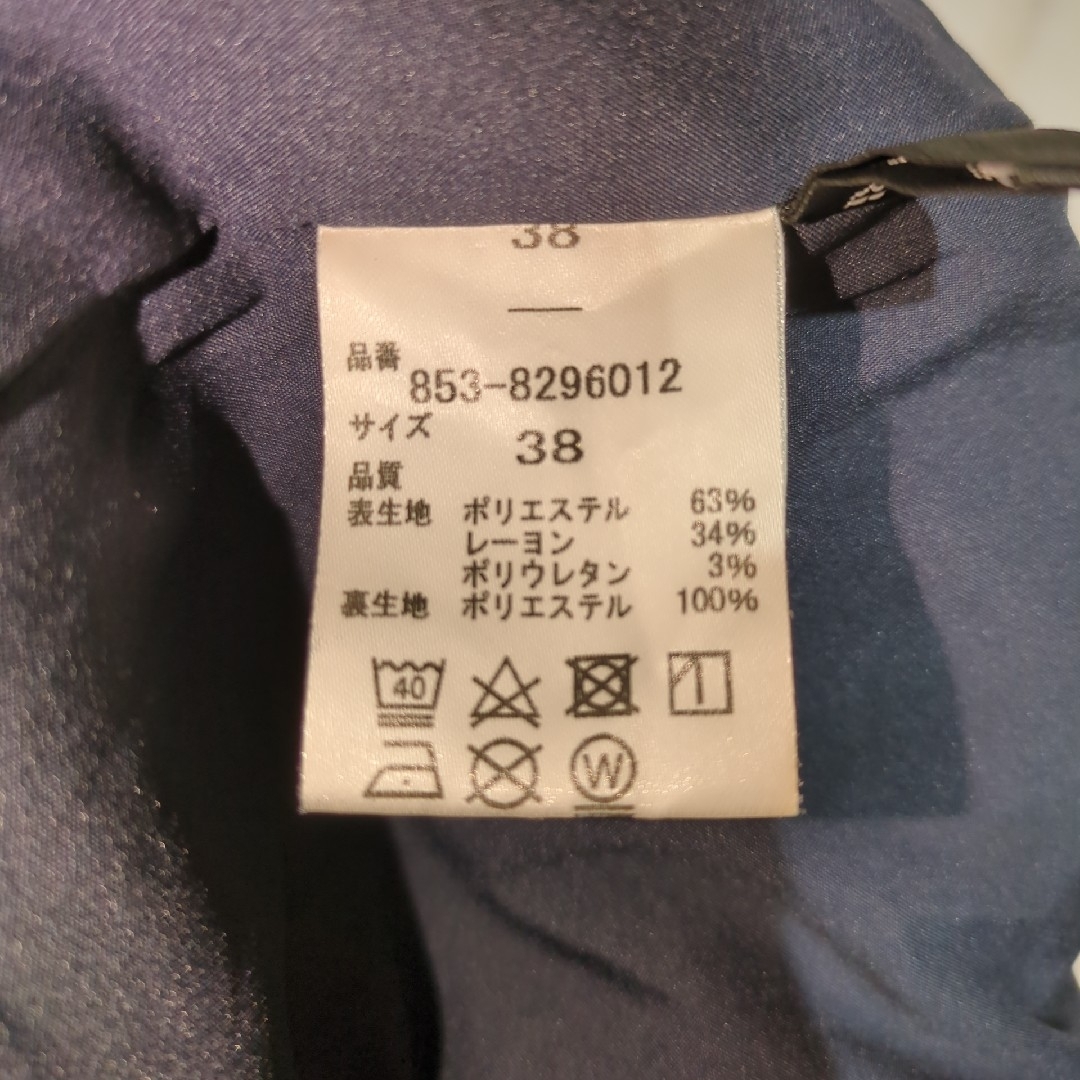 38
品番
853-8296012
サイズ 38
品質
表生地 ポリエステル 63%
レーヨン 34%
ポリウレタン 3%
裏生地 ポリエステル 100%
40
W